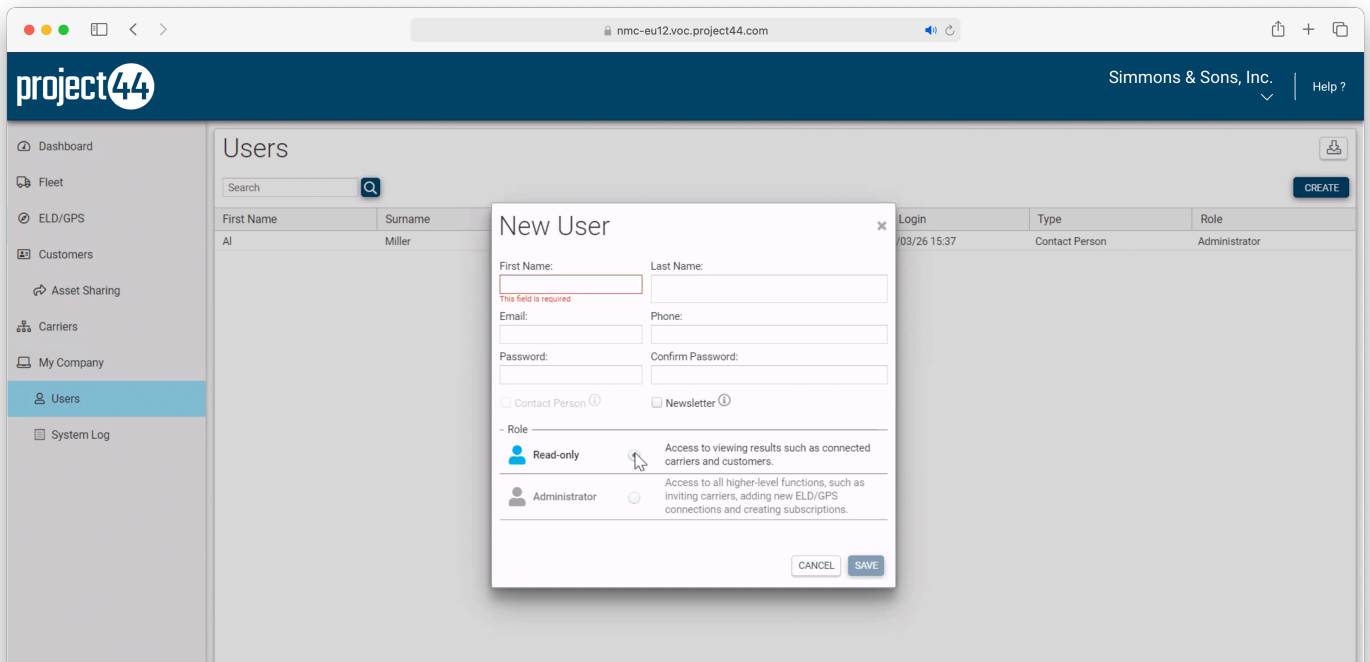 nmc-eu12.voc.project44.com
project44
Simmons & Sons, Inc.
Help ?
Dashboard
Fleet
ELD/GPS
Customers
Asset Sharing
Carriers
My Company
Users
System Log
Users
Search
CREATE
First Name Surname Login Type Role
Al Miller /03/26 15:37 Contact Person Administrator
New User
First Name: Last Name:
This field is required
Email: Phone:
Password: Confirm Password:
Contact Person Newsletter
Role
Read-only
Access to viewing results such as connected
carriers and customers.
Administrator
Access to all higher-level functions, such as
inviting carriers, adding new ELD/GPS
connections and creating subscriptions.
CANCEL SAVE